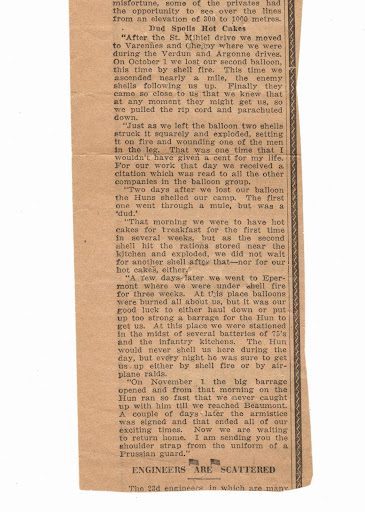 misfortune, some of the privates had
the opportunity to see over the lines
from an elevation of 300 to 1000 metres.
Dud Spoils Hot Cakes
"After the St. Mihiel drive we moved
to Varennes and Chepoy where we were
during the Verdun and Argonne drives.
On October 1 we lost our second balloon,
this time by shell fire. This time we
ascended nearly a mile, the enemy
shells following us up. Finally they
came so close to us that we knew that
at any moment they might get us, so
we pulled the rip cord and parachuted
down.
"Just as we left the balloon two shells
struck it squarely and exploded, setting
it on fire and wounding one of the men
in the leg. That was one time that I
wouldn't have given a cent for my life.
For our work that day we received a
citation which was read to all the other
companies in the balloon group.
"Two days after we lost our balloon
the Huns shelled our camp. The first
one went through a mule, but was a
'dud.'
"That morning we were to have hot
cakes for breakfast for the first time
in several weeks, but as the second
shell hit the rations stored near the
kitchen and exploded, we did not wait
for another shell after that—nor for our
hot cakes, either.
"A few days later we went to Eper-
mont where we were under shell fire
for three weeks. At this place balloons
were burned all about us, but it was our
good luck to either haul down or put
up too strong a barrage for the Hun to
get us. At this place we were stationed
in the midst of several batteries of 75's
and the infantry kitchens. The Hun
would never shell us here during the
day, but every night he was sure to get
us up either by shell fire or by air-
plane raids.
"On November 1 the big barrage
opened and from that morning on the
Hun ran so fast that we never caught
up with him till we reached Beaumont.
A couple of days later the armistice
was signed and that ended all of our
exciting times. Now we are waiting
to return home. I am sending you the
shoulder strap from the uniform of a
Prussian guard."
ENGINEERS ARE SCATTERED
The 23d engineers, in which are many